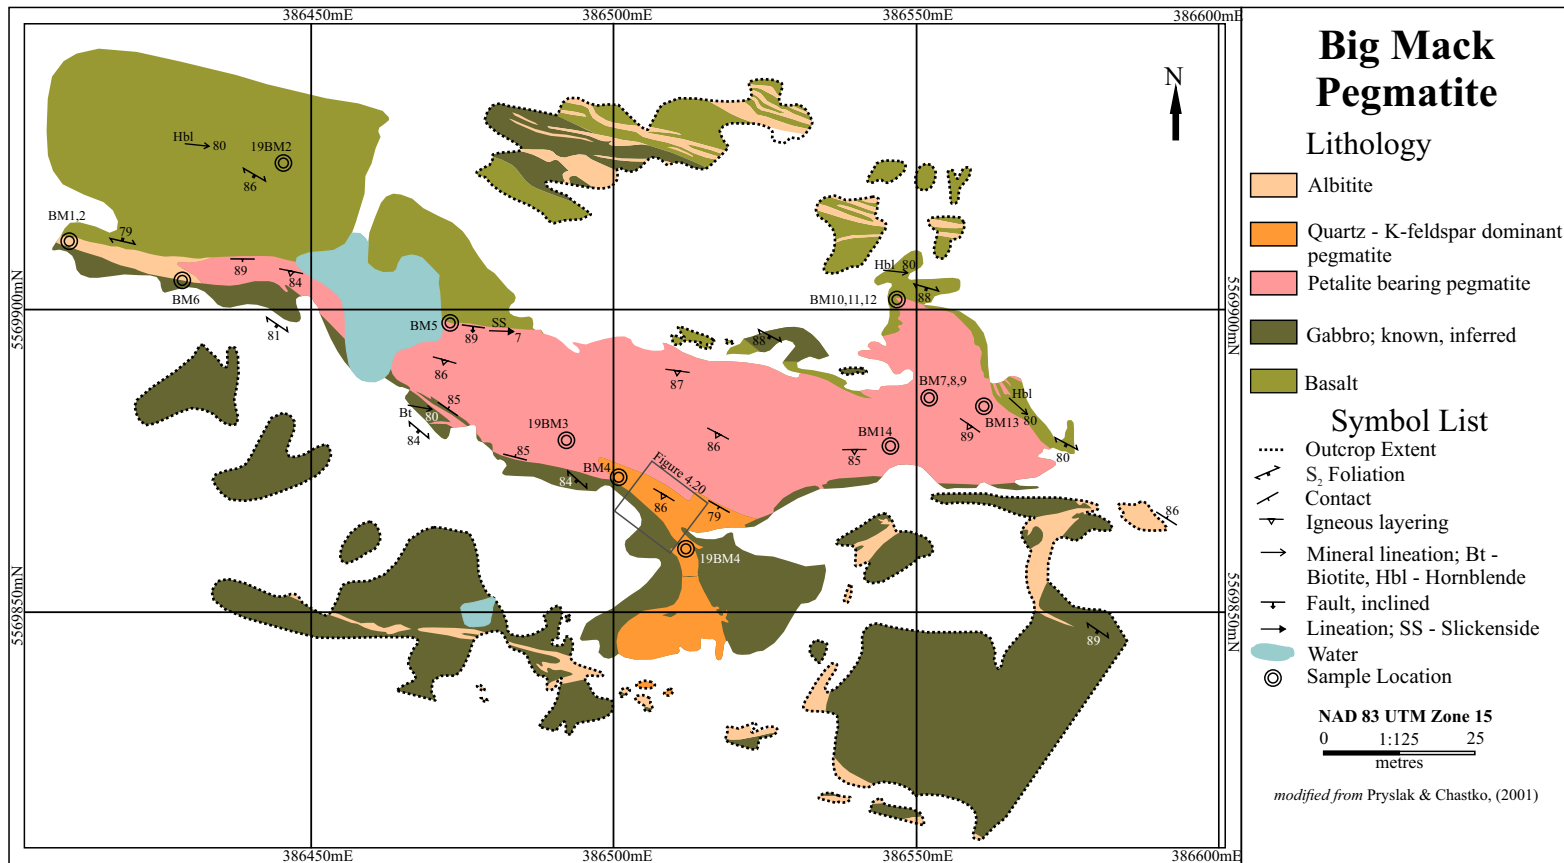 386450mE
386500mE
386550mE
386600mE
Big Mack
Pegmatite
Lithology
Albitite
Quartz - K-feldspar dominant
pegmatite
Petalite bearing pegmatite
Gabbro; known, inferred
Basalt
Symbol List
Outcrop Extent
S2 Foliation
Contact
Igneous layering
Mineral lineation; Bt -
Biotite, Hbl - Hornblende
Fault, inclined
Lineation; SS - Slickenside
Water
Sample Location
NAD 83 UTM Zone 15
0 1:125 25
metres
modified from Pryslak & Chastko, (2001)
N
Hbl
80
19BM2
86
BM1,2
79
89
84
BM6
81
5569900mN
5569900mN
BM5
SS
89
7
86
85
Bt
80
84
19BM3
85
84
BM4
Figure 4.20
86
79
19BM4
87
86
88
Hbl
80
88
BM10,11,12
BM7,8,9
Hbl
80
BM13
89
BM14
85
80
86
89
5569850mN
5569850mN
386450mE
386500mE
386550mE
386600mE